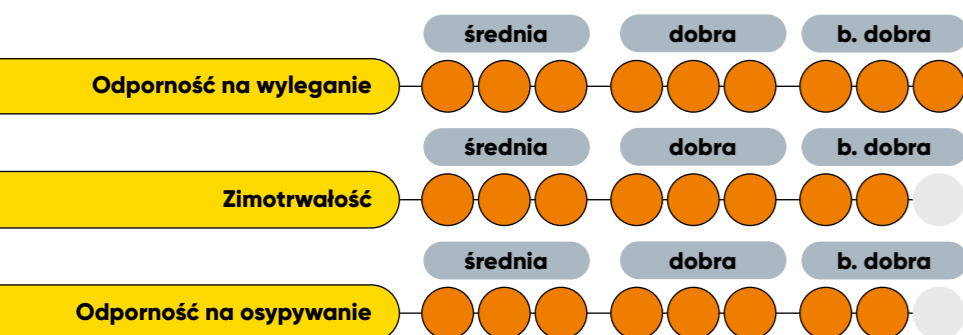 średnia dobra b. dobra
Odporność na wyleganie
średnia dobra b. dobra
Zimotrwałość
średnia dobra b. dobra
Odporność na osypywanie